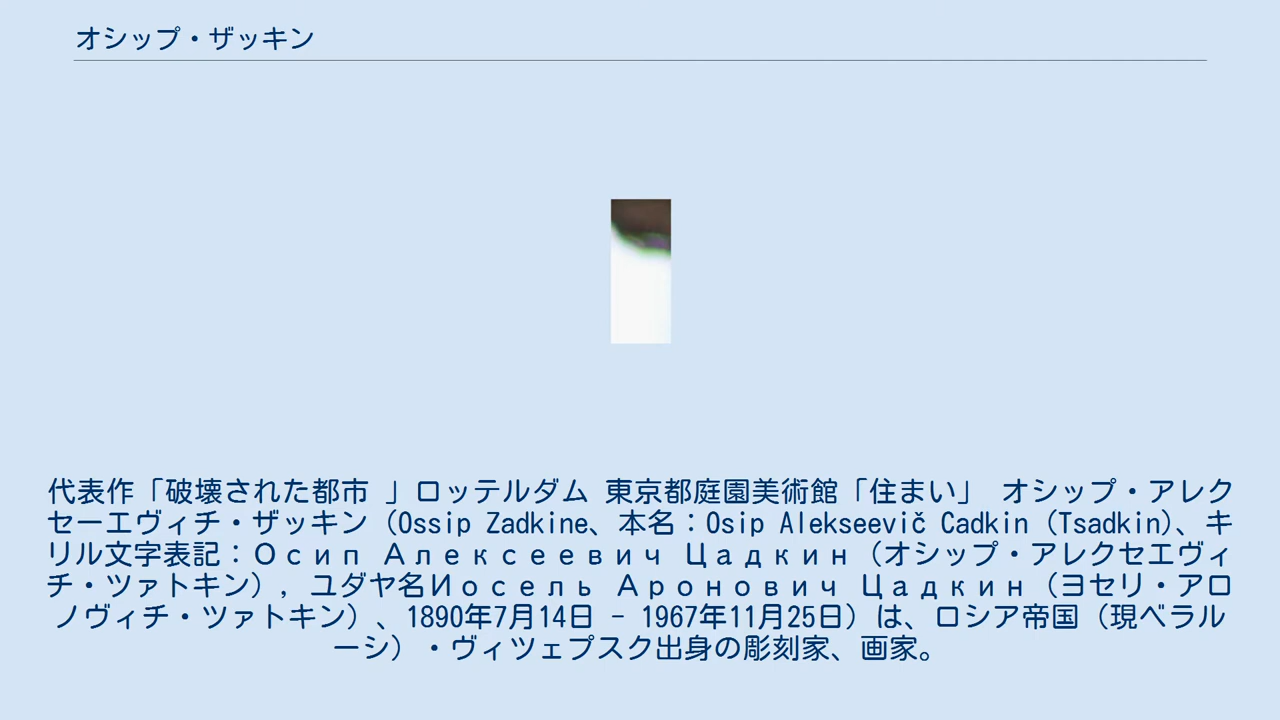 オシップ・ザッキン
代表作「破壊された都市 」ロッテルダム 東京都庭園美術館「住まい」 オシップ・アレク
セーエヴィチ・ザッキン（Ossip Zadkine、本名：Osip Alekseevič Cadkin（Tsadkin）、キ
リル文字表記：Осип Алексеевич Цадкин（オシップ・アレクセエヴィ
チ・ツァトキン），ユダヤ名Иосель Аронович Цадкин（ヨセリ・アロ
ノヴィチ・ツァトキン）、1890年7月14日 – 1967年11月25日）は、ロシア帝国（現ベラル
ーシ）・ヴィツェプスク出身の彫刻家、画家。